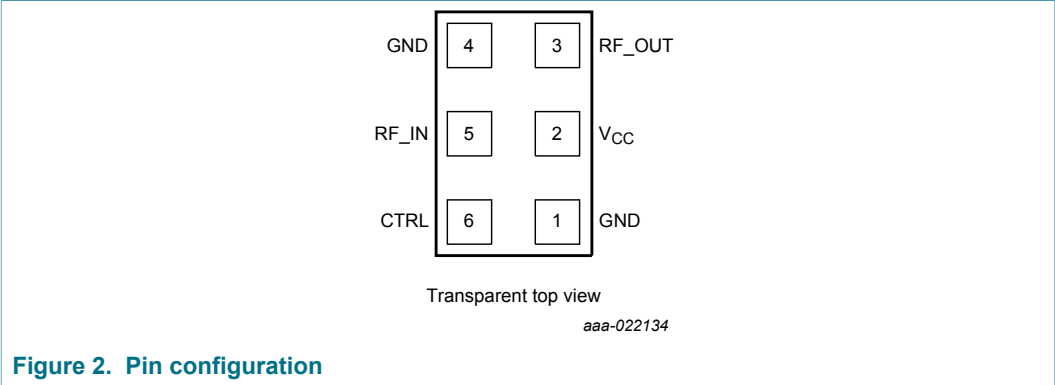 GND 4 3 RF_OUT
RF_IN 5 2 VCC
CTRL 6 1 GND
Transparent top view
aaa-022134
Figure 2. Pin configuration